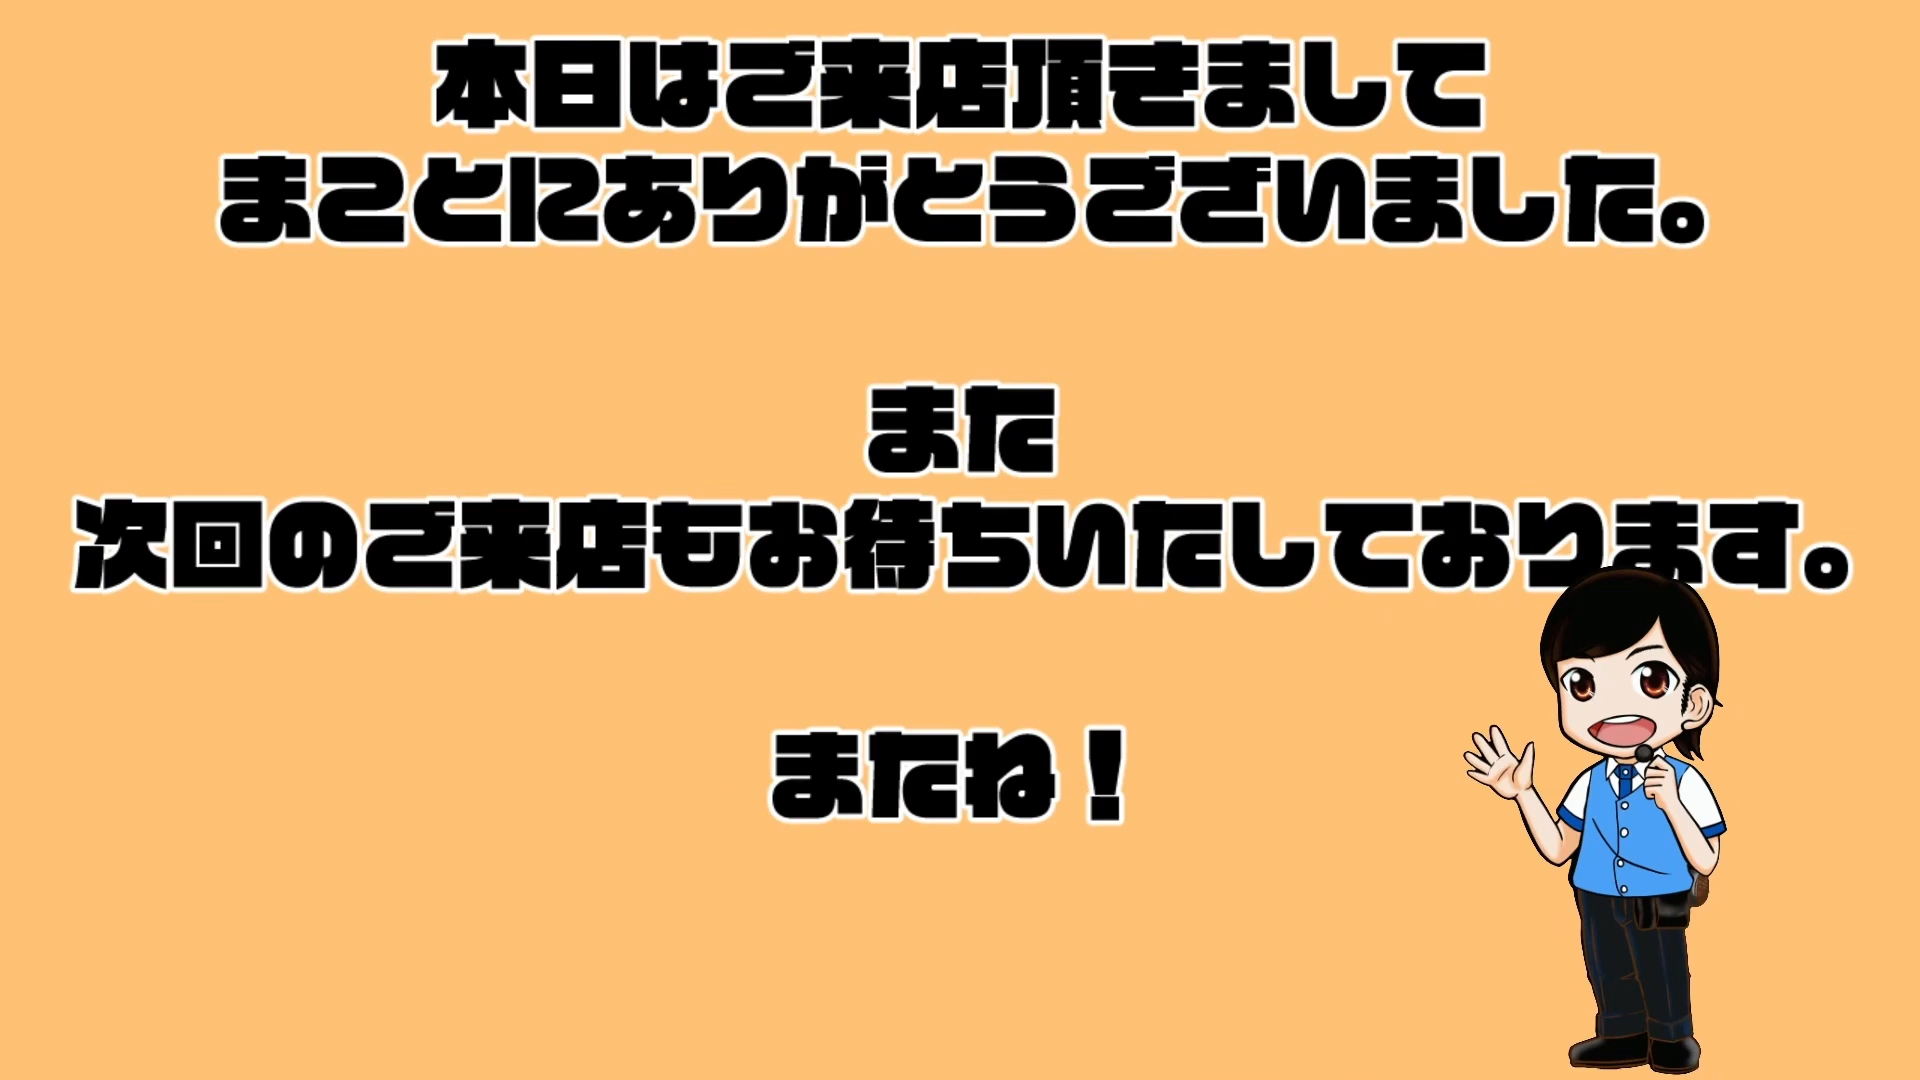 本日はご来店頂きまして
まことにありがとうございました。
また
次回のご来店もお待ちいたしております。
またね！